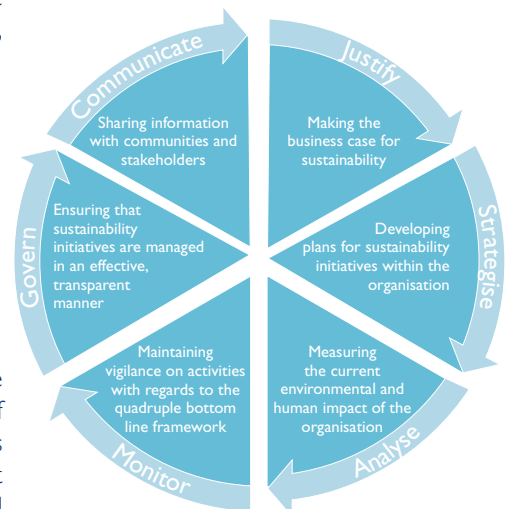 Communicate
Sharing information
with communities and
stakeholders
Justify
Making the
business case for
sustainability
Strategise
Developing
plans for sustainability
initiatives within the
organisation
Analyse
Measuring
the current
environmental and
human impact of the
organisation
Monitor
Maintaining
vigilance on activities
with regards to the
quadruple bottom
line framework
Govern
Ensuring that
sustainability
initiatives are managed
in an effective,
transparent
manner